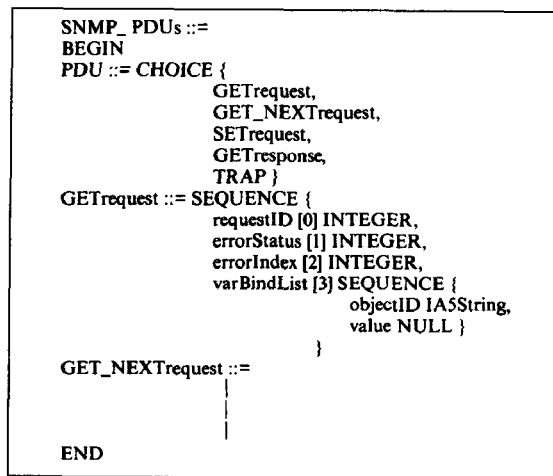 SNMP_ PDUs ::=
BEGIN
PDU ::= CHOICE {
GETrequest,
GET_NEXTrequest,
SETrequest,
GETresponse,
TRAP }
GETrequest ::= SEQUENCE {
requestID [0] INTEGER,
errorStatus [1] INTEGER,
errorIndex [2] INTEGER,
varBindList [3] SEQUENCE {
objectID IA5String,
value NULL }
}
GET_NEXTrequest ::=
|
|
|
END